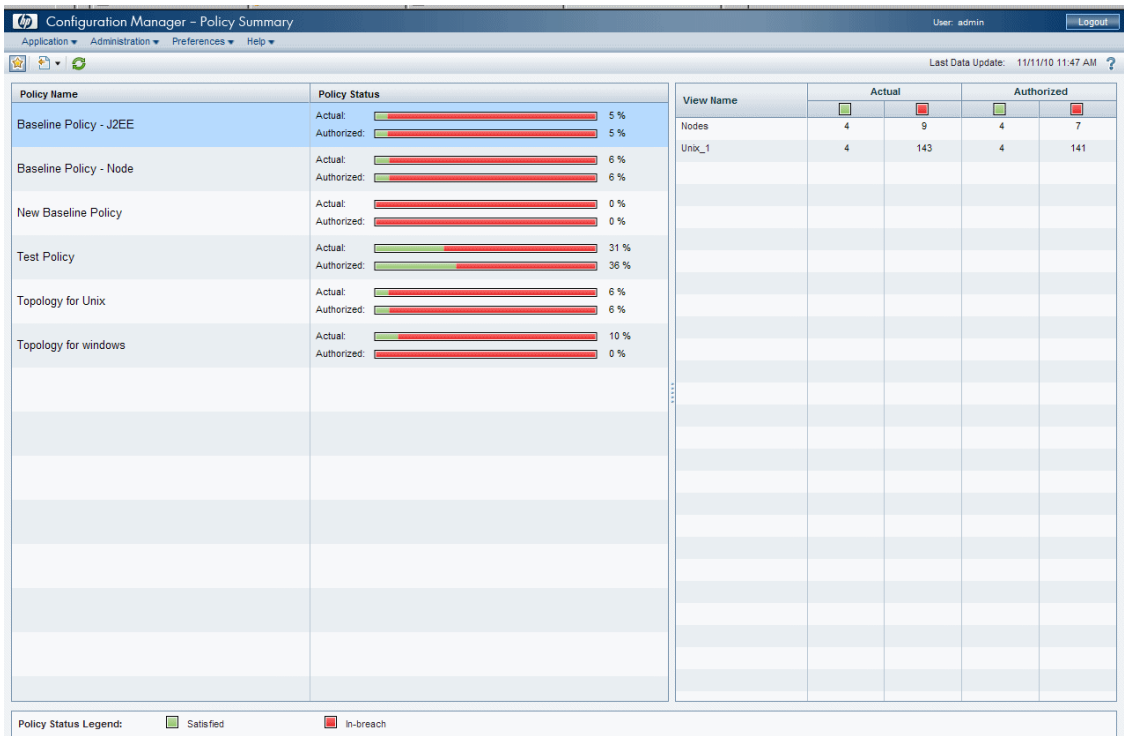 hp Configuration Manager – Policy Summary User: admin Logout
Application Administration Preferences Help
Last Data Update: 11/11/10 11:47 AM ?
Policy Name Policy Status
Baseline Policy - J2EE
Actual: 5 %
Authorized: 5 %
Baseline Policy - Node
Actual: 6 %
Authorized: 6 %
New Baseline Policy
Actual: 0 %
Authorized: 0 %
Test Policy
Actual: 31 %
Authorized: 36 %
Topology for Unix
Actual: 6 %
Authorized: 6 %
Topology for windows
Actual: 10 %
Authorized: 0 %
View Name Actual Authorized
Nodes 4 9 4 7
Unix_1 4 143 4 141
Policy Status Legend: Satisfied In-breach